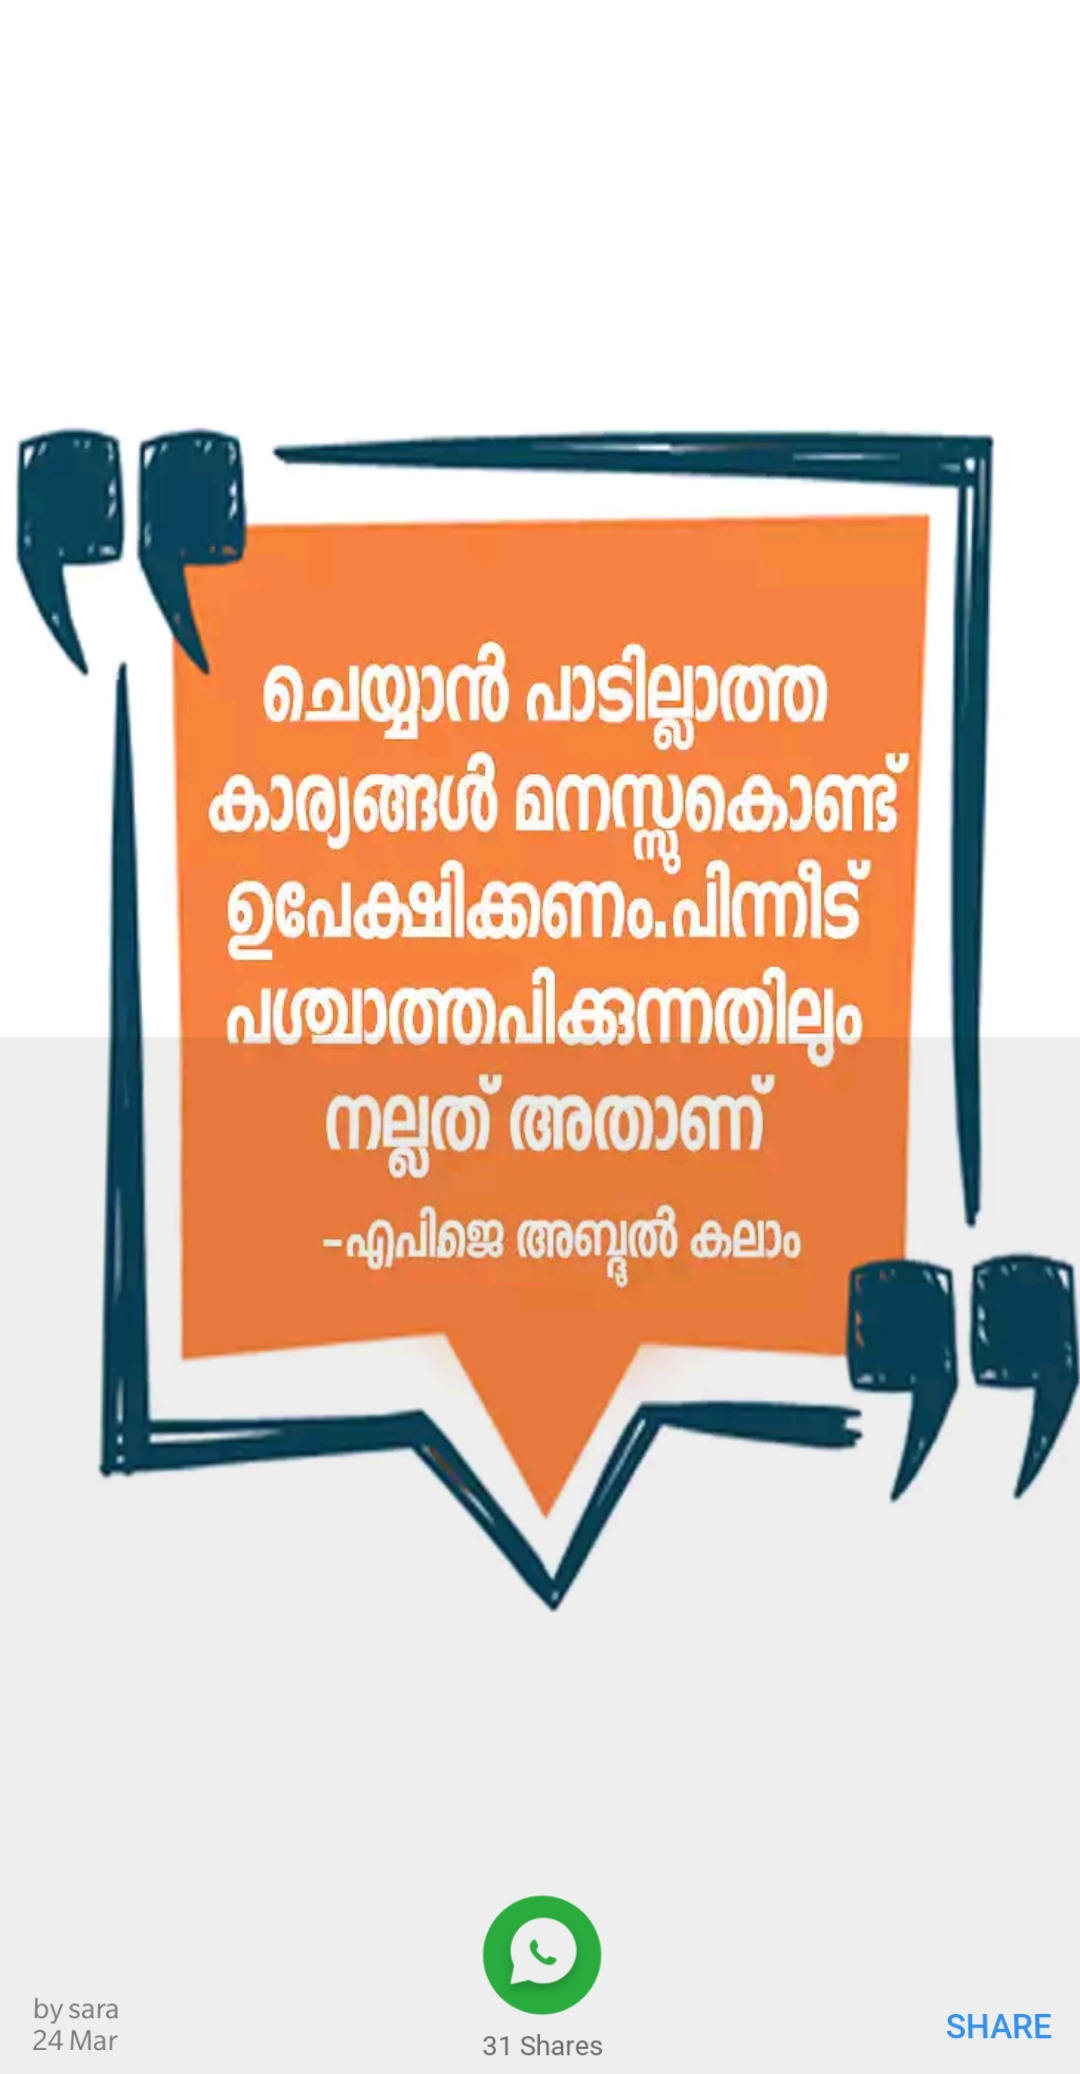 ചെയ്യാൻ പാടില്ലാത്ത
കാര്യങ്ങൾ മനസ്സുകൊണ്ട്
ഉപേക്ഷിക്കണം.പിന്നീട്
പശ്ചാത്തപിക്കുന്നതിലും
നല്ലത് അതാണ്
-എപിജെ അബ്ദുൽ കലാം
by sara
24 Mar
31 Shares
SHARE